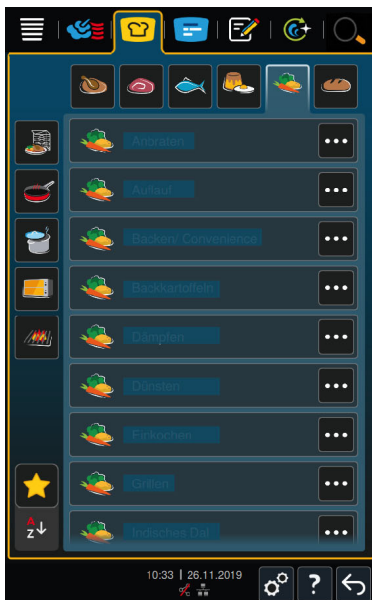 Anbraten
Auflauf
Backen/ Convenience
Backkartoffeln
Dämpfen
Dünsten
Einkochen
Grillen
Indisches Dal
A
Z
10:33 | 26.11.2019
?